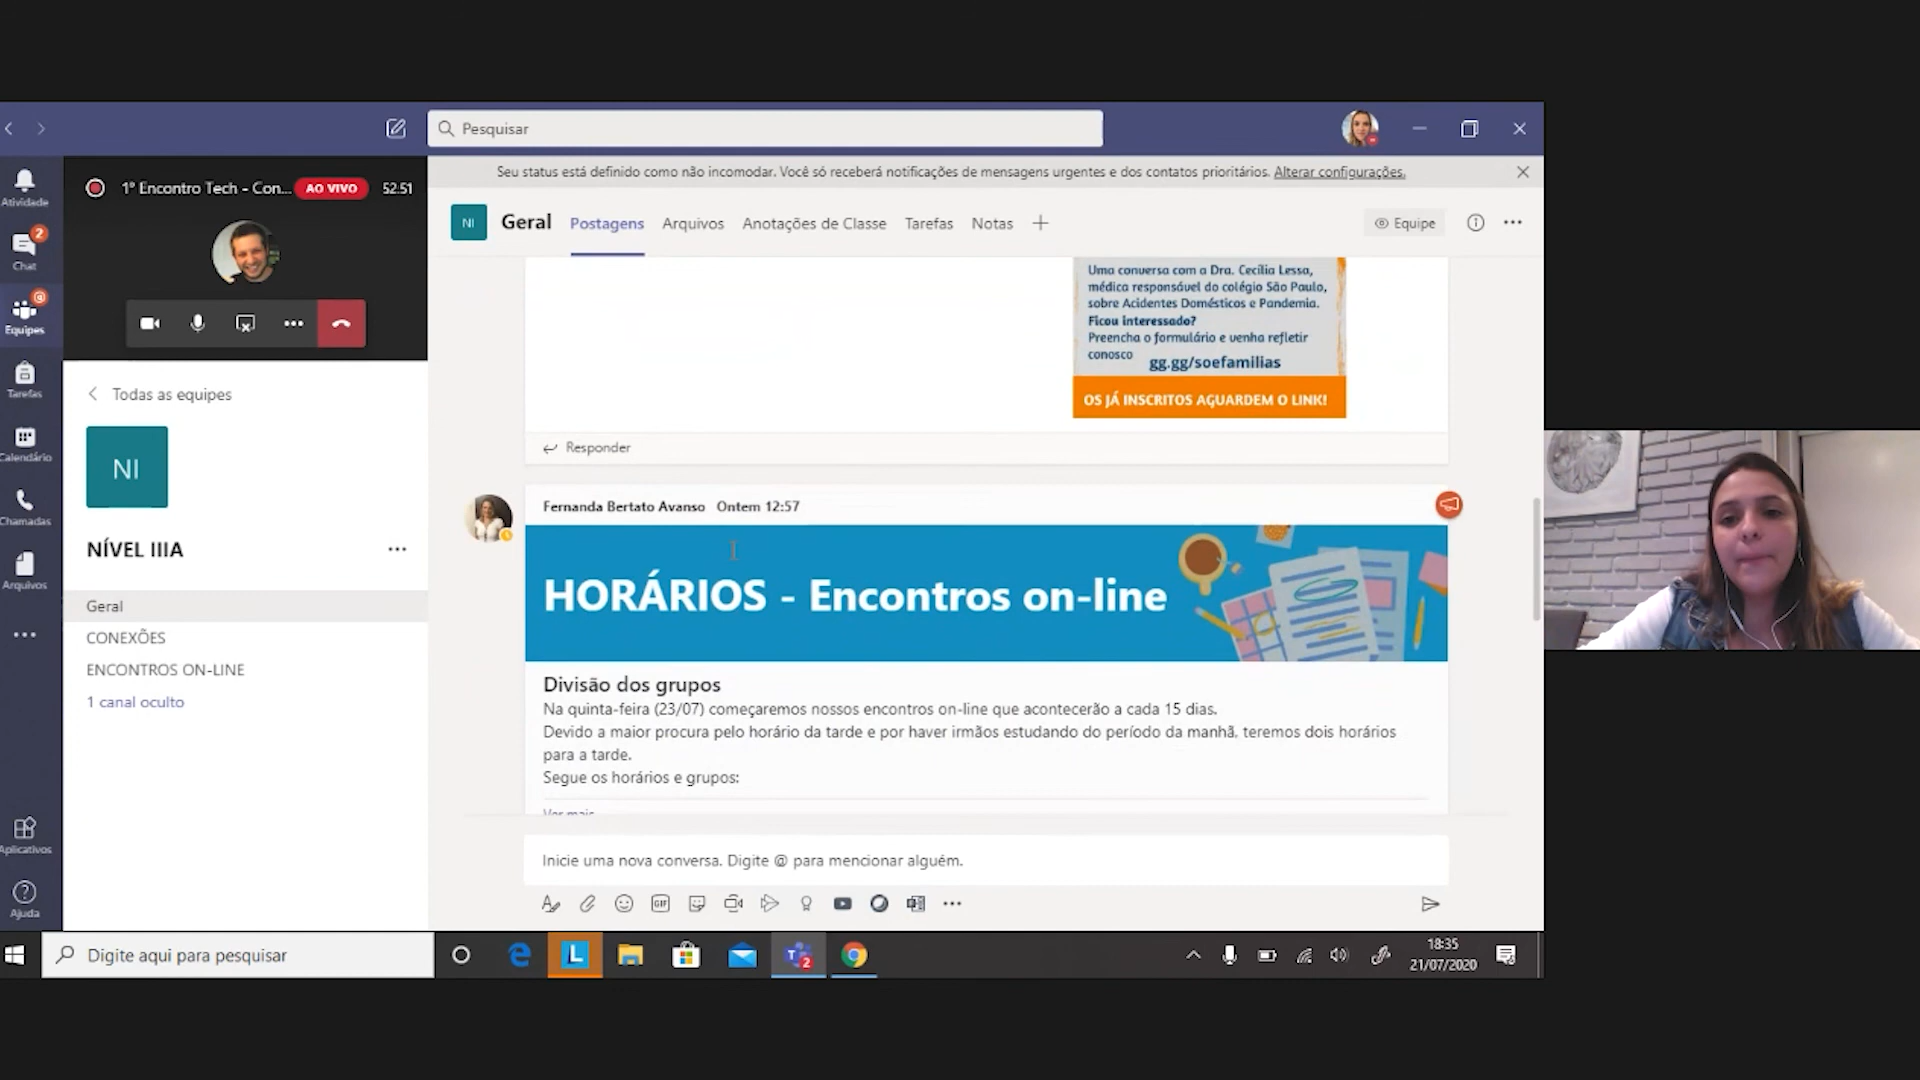 Pesquisar
Seu status está definido como não incomodar. Você só receberá notificações de mensagens urgentes e dos contatos prioritários. Alterar configurações.
Atividade
2
Chat
Equipes
Tarefas
Calendário
Chamadas
Arquivos
Aplicativos
Ajuda
1º Encontro Tech - Con... AO VIVO 52:51
Todas as equipes
NI
NÍVEL IIIA
Geral
CONEXÕES
ENCONTROS ON-LINE
1 canal oculto
NI Geral Postagens Arquivos Anotações de Classe Tarefas Notas Equipe
Uma conversa com a Dra. Cecília Lessa,
médica responsável do colégio São Paulo,
sobre Acidentes Domésticos e Pandemia.
Ficou interessado?
Preencha o formulário e venha refletir
conosco gg.gg/soefamilias
OS JÁ INSCRITOS AGUARDEM O LINK!
Responder
Fernanda Bertato Avanso Ontem 12:57
HORÁRIOS - Encontros on-line
Divisão dos grupos
Na quinta-feira (23/07) começaremos nossos encontros on-line que acontecerão a cada 15 dias.
Devido a maior procura pelo horário da tarde e por haver irmãos estudando do período da manhã, teremos dois horários
para a tarde.
Segue os horários e grupos:
Ver mais
Inicie uma nova conversa. Digite @ para mencionar alguém.
GIF
Digite aqui para pesquisar
L
2
18:35
21/07/2020